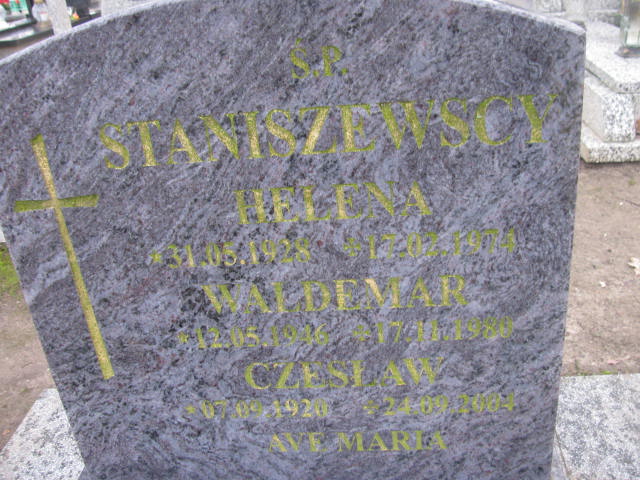 Ś.P.
STANISZEWSCY
HELENA
*31.05.1928 ÷17.02.1974
WALDEMAR
*12.05.1946 ÷17.11.1980
CZESŁAW
*07.09.1920 ÷24.09.2004
AVE MARIA